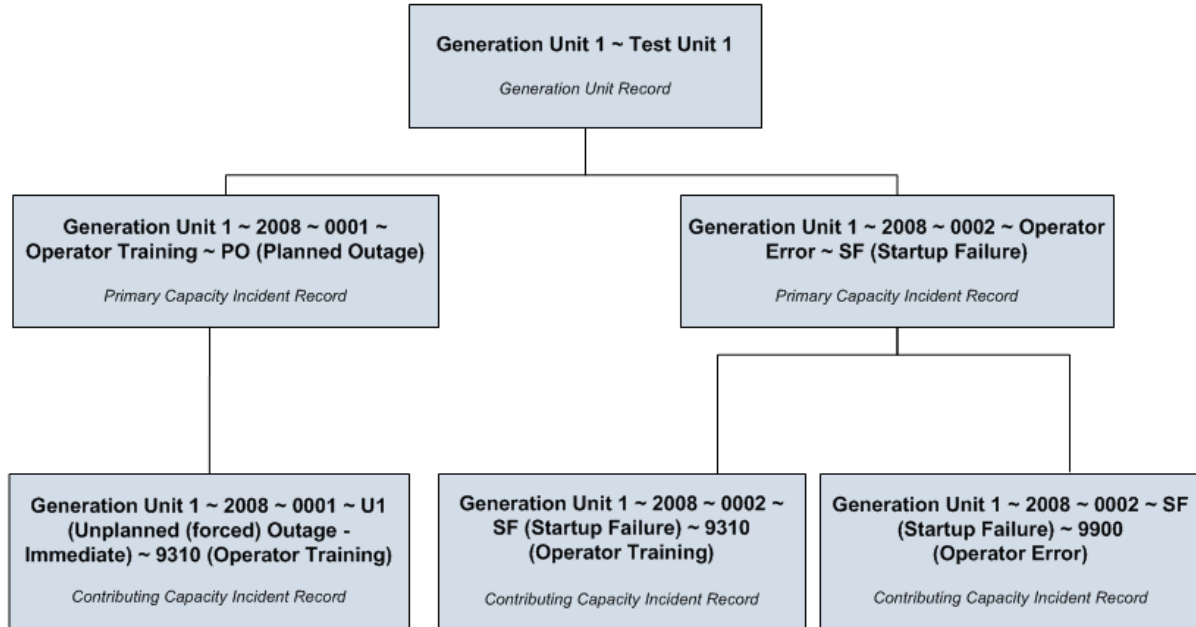 Generation Unit 1 ~ Test Unit 1
Generation Unit Record
Generation Unit 1 ~ 2008 ~ 0001 ~
Operator Training ~ PO (Planned Outage)
Primary Capacity Incident Record
Generation Unit 1 ~ 2008 ~ 0002 ~ Operator
Error ~ SF (Startup Failure)
Primary Capacity Incident Record
Generation Unit 1 ~ 2008 ~ 0001 ~ U1
(Unplanned (forced) Outage -
Immediate) ~ 9310 (Operator Training)
Contributing Capacity Incident Record
Generation Unit 1 ~ 2008 ~ 0002 ~
SF (Startup Failure) ~ 9310
(Operator Training)
Contributing Capacity Incident Record
Generation Unit 1 ~ 2008 ~ 0002 ~ SF
(Startup Failure) ~ 9900
(Operator Error)
Contributing Capacity Incident Record